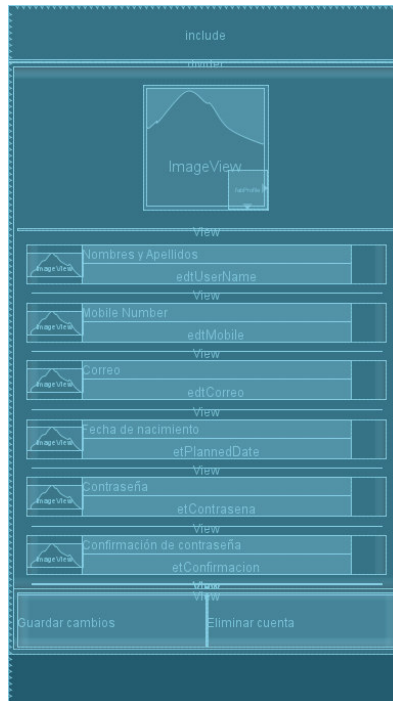 include
divider
ImageView
View
Nombres y Apellidos
ImageView
edtUserName
View
Mobile Number
ImageView
edtMobile
View
Correo
ImageView
edtCorreo
View
Fecha de nacimiento
ImageView
etPlannedDate
View
Contraseña
ImageView
etContrasena
View
Confirmación de contraseña
ImageView
etConfirmacion
View
View
Guardar cambios
Eliminar cuenta